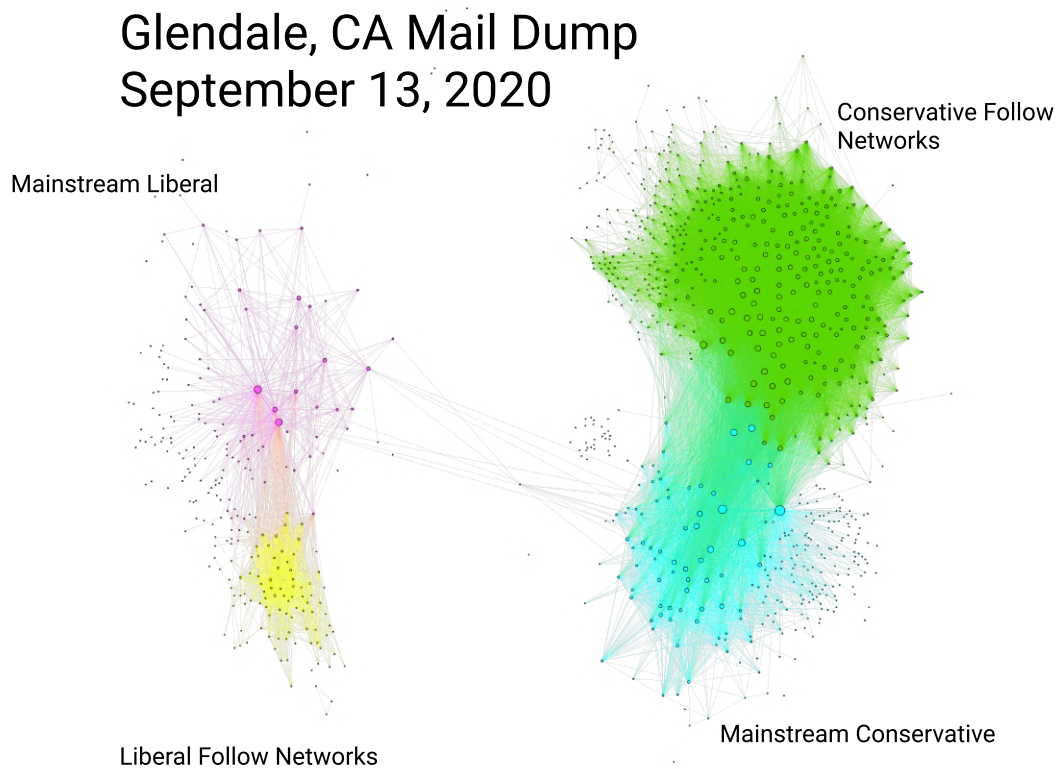 Glendale, CA Mail Dump
September 13, 2020
Conservative Follow
Networks
Mainstream Liberal
Mainstream Conservative
Liberal Follow Networks